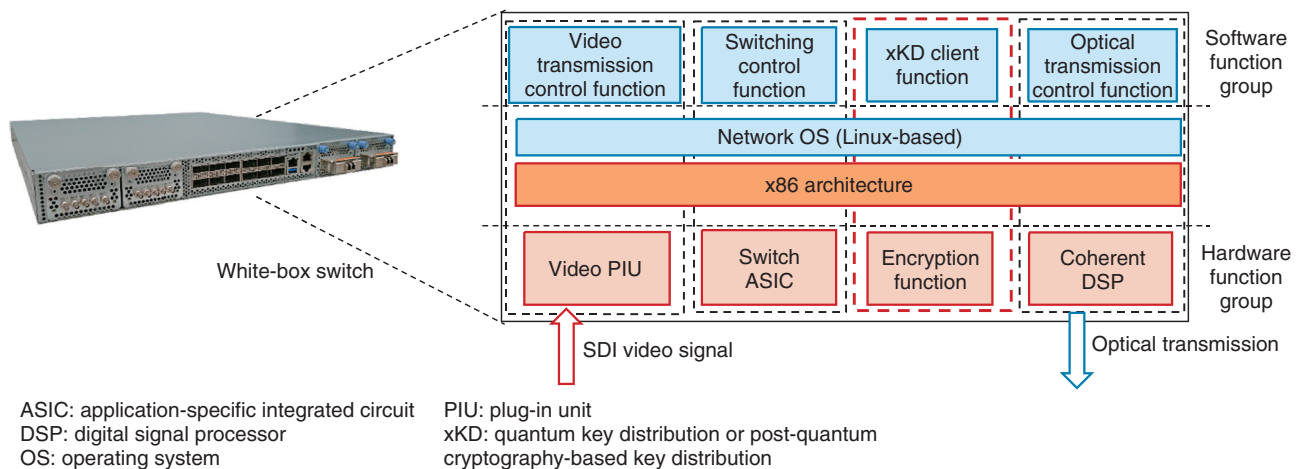 Video
transmission
control function
Switching
control
function
xKD client
function
Optical
transmission
control function
Software
function
group
Network OS (Linux-based)
x86 architecture
Video PIU
Switch
ASIC
Encryption
function
Coherent
DSP
Hardware
function
group
White-box switch
SDI video signal
Optical transmission
ASIC: application-specific integrated circuit
DSP: digital signal processor
OS: operating system
PIU: plug-in unit
xKD: quantum key distribution or post-quantum
cryptography-based key distribution